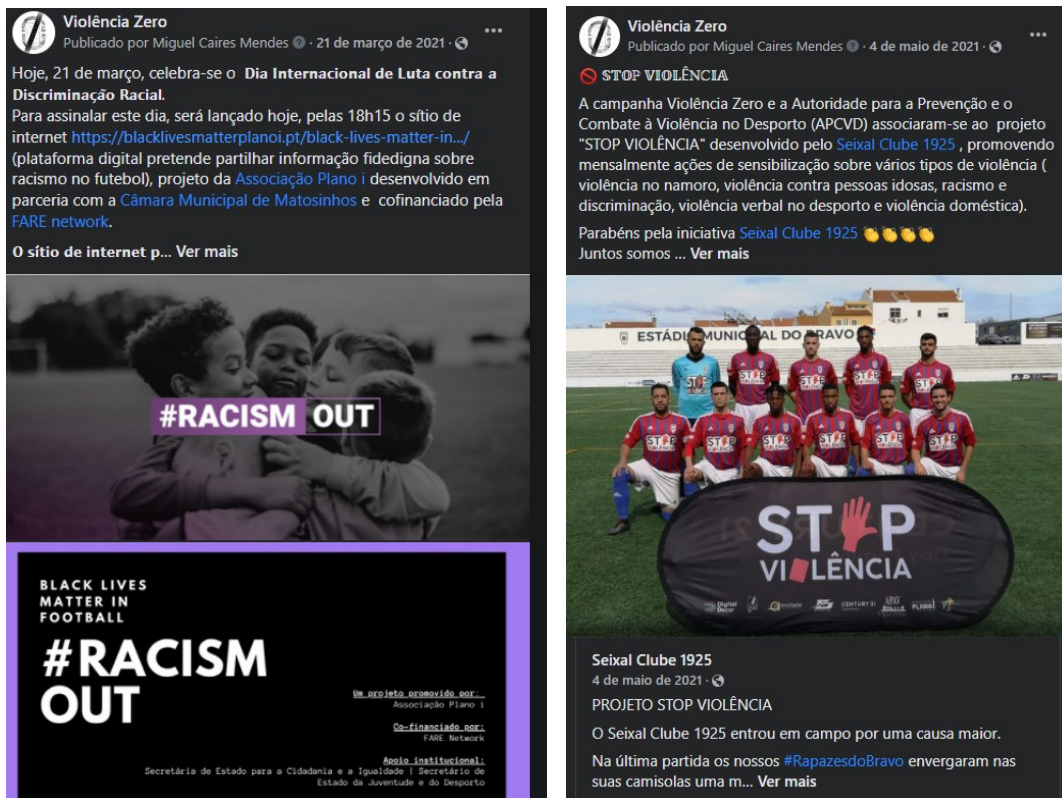 Violência Zero
Publicado por Miguel Caires Mendes · 21 de março de 2021 ·
Hoje, 21 de março, celebra-se o Dia Internacional de Luta contra a
Discriminação Racial.
Para assinalar este dia, será lançado hoje, pelas 18h15 o sítio de
internet https://blacklivesmatterplanoi.pt/black-lives-matter-in.../
(plataforma digital pretende partilhar informação fidedigna sobre
racismo no futebol), projeto da Associação Plano i desenvolvido em
parceria com a Câmara Municipal de Matosinhos e cofinanciado pela
FARE network.
O sítio de internet p... Ver mais
#RACISM OUT
BLACK LIVES
MATTER IN
FOOTBALL
#RACISM
OUT
Um projeto promovido por:
Associação Plano i
Co-financiado por:
FARE Network
Apoio institucional:
Secretária de Estado para a Cidadania e a Igualdade | Secretário de
Estado da Juventude e do Desporto
Violência Zero
Publicado por Miguel Caires Mendes · 4 de maio de 2021 ·
🚫 STOP VIOLÊNCIA
A campanha Violência Zero e a Autoridade para a Prevenção e o
Combate à Violência no Desporto (APCVD) associaram-se ao projeto
"STOP VIOLÊNCIA" desenvolvido pelo Seixal Clube 1925 , promovendo
mensalmente ações de sensibilização sobre vários tipos de violência (
violência no namoro, violência contra pessoas idosas, racismo e
discriminação, violência verbal no desporto e violência doméstica).
Parabéns pela iniciativa Seixal Clube 1925 👏👏👏👏
Juntos somos ... Ver mais
ESTÁDIO MUNICIPAL DO BRAVO
STOP
VIOLÊNCIA
CENTURY 21
Seixal Clube 1925
4 de maio de 2021 ·
PROJETO STOP VIOLÊNCIA
O Seixal Clube 1925 entrou em campo por uma causa maior.
Na última partida os nossos #RapazesdoBravo envergaram nas
suas camisolas uma m... Ver mais